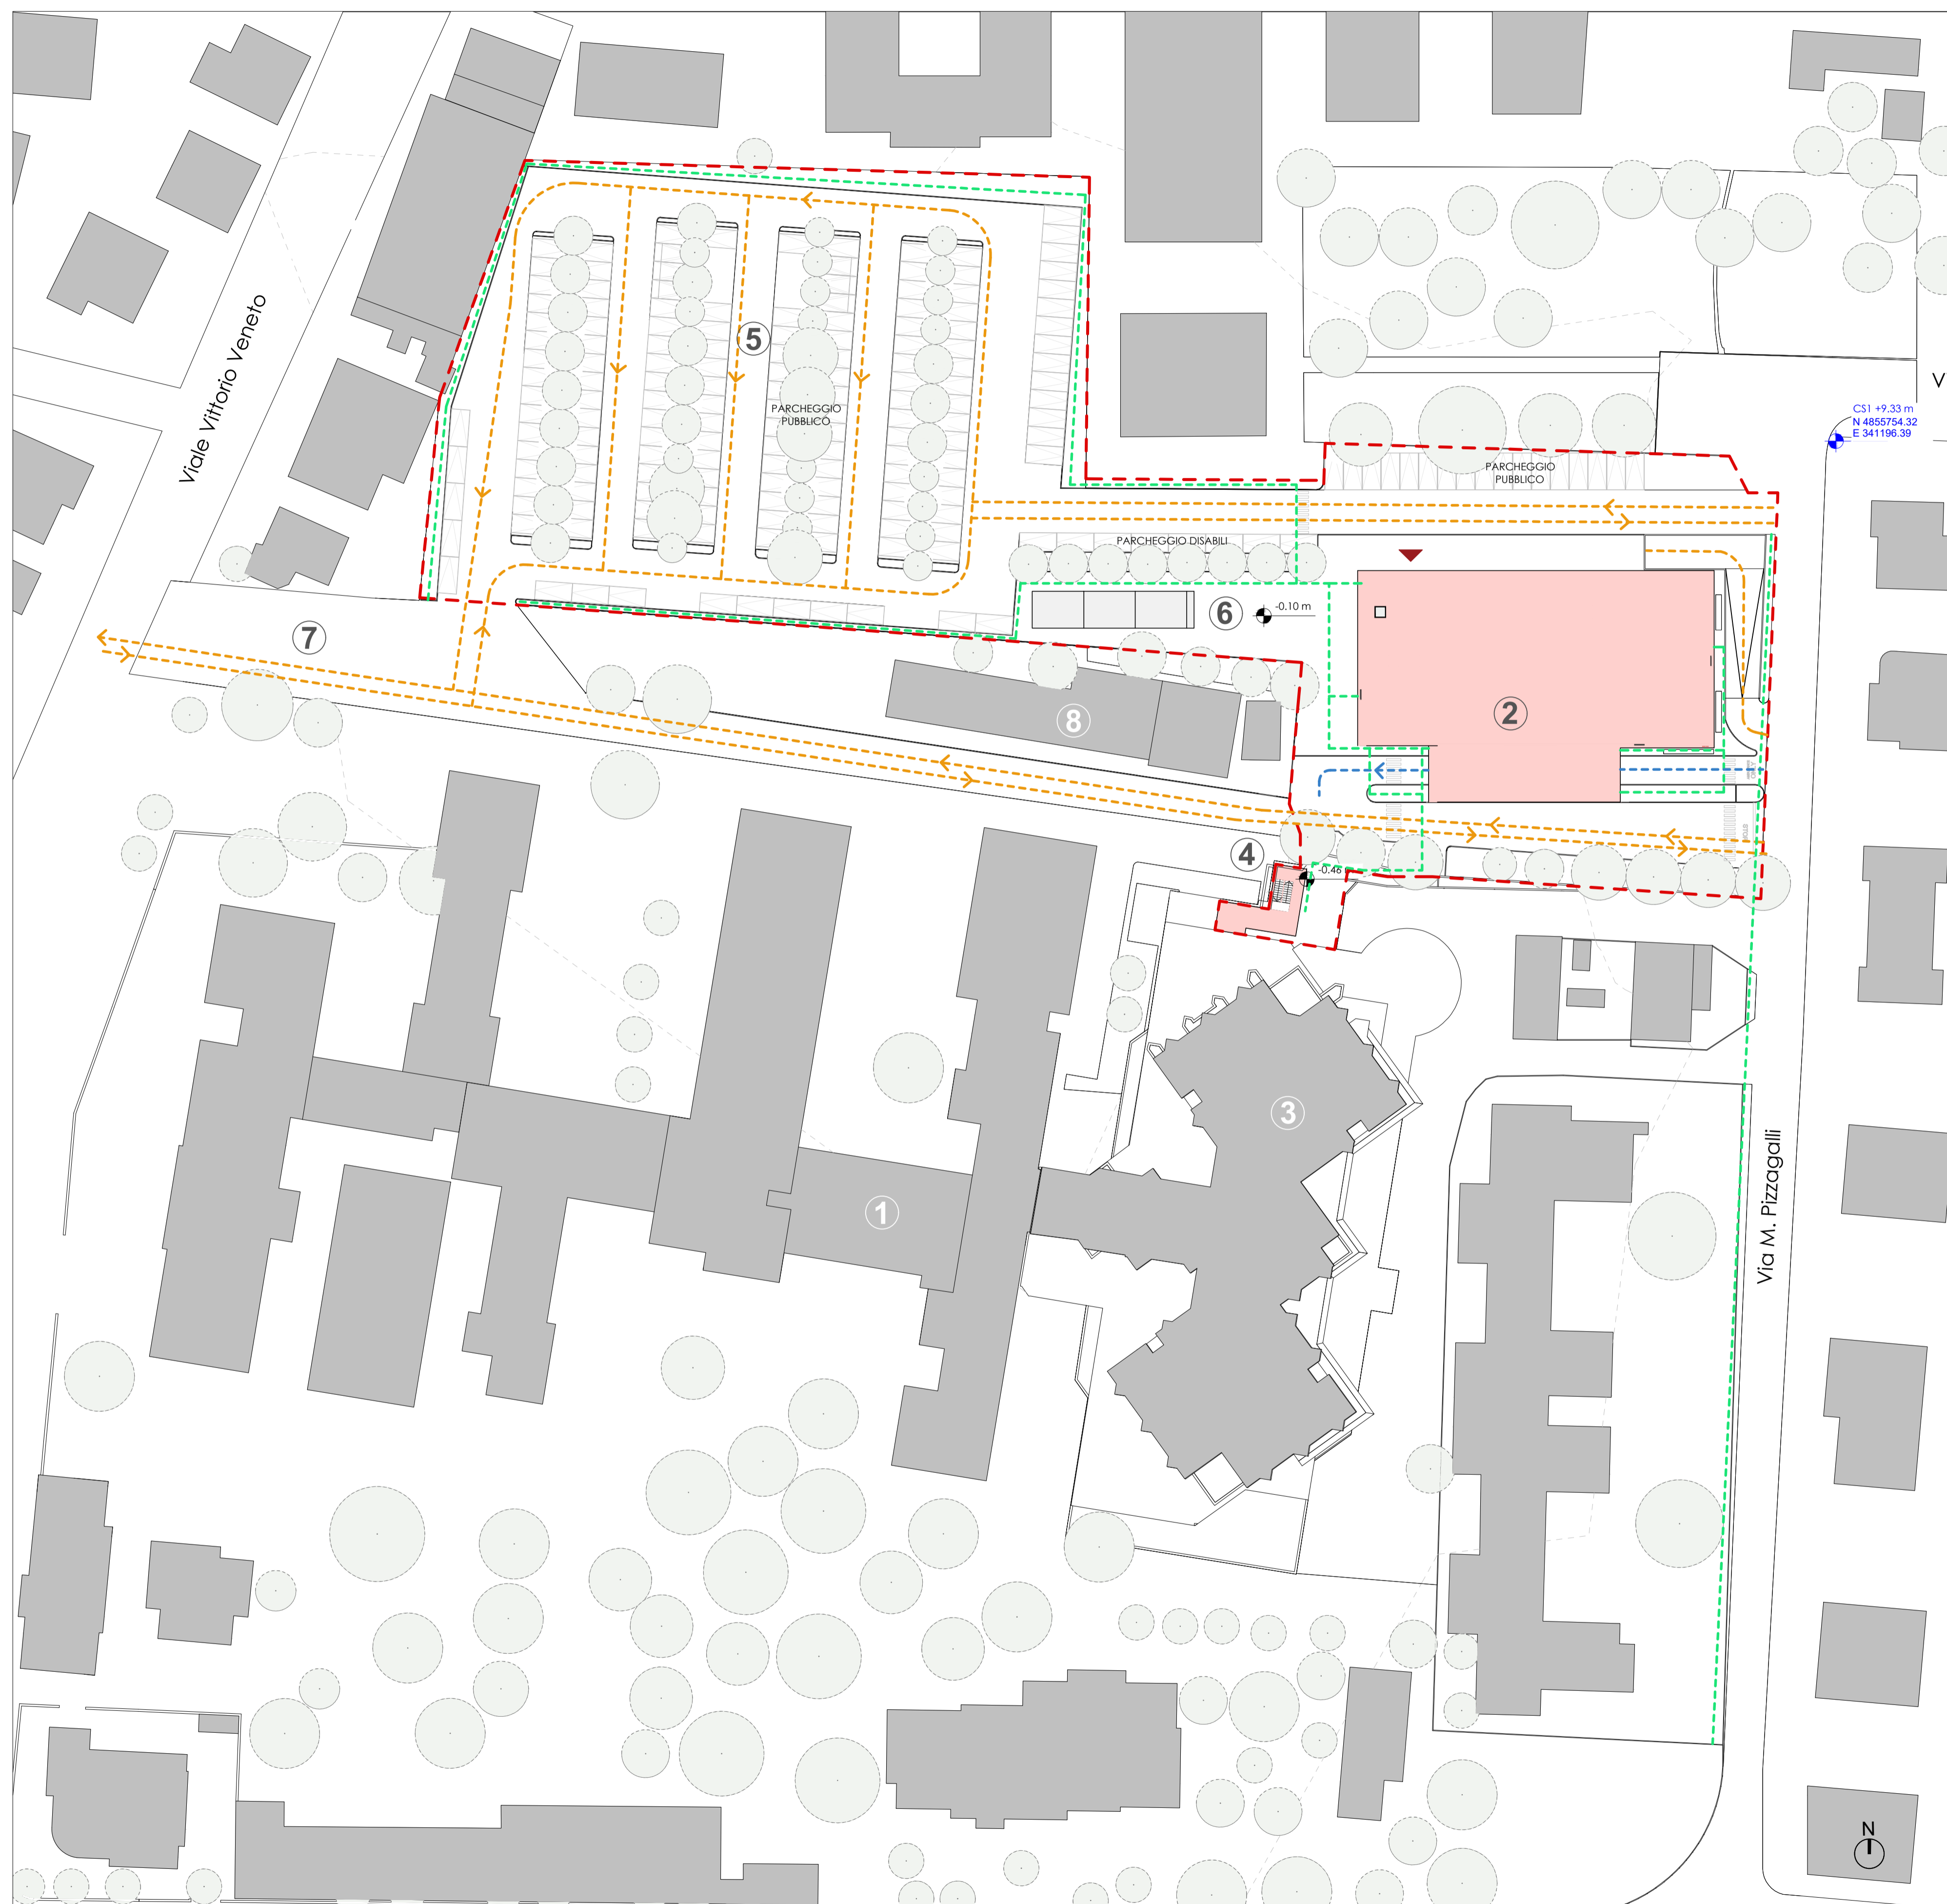 Viale Vittorio Veneto
5
PARCHEGGIO
PUBBLICO
V
CS1 +9.33 m
N 4855754.32
E 341196.39
PARCHEGGIO
PUBBLICO
PARCHEGGIO DISABILI
6
-0.10 m
7
2
8
STOP
4
-0.46
3
1
Via M. Pizzagalli
N